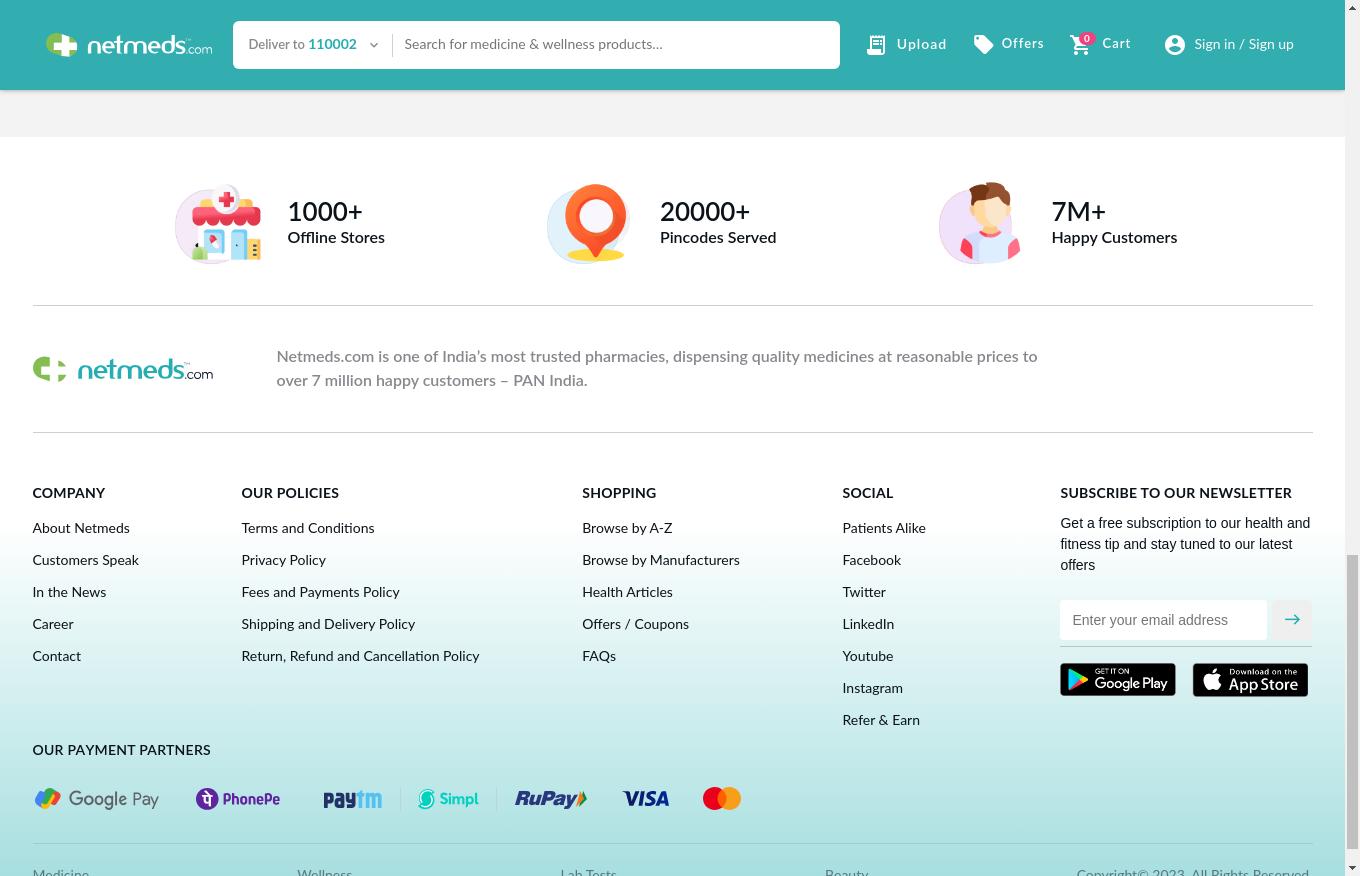 netmeds.com
Deliver to 110002
Search for medicine & wellness products...
Upload
Offers
0
Cart
Sign in / Sign up
1000+
Offline Stores
20000+
Pincodes Served
7M+
Happy Customers
netmeds.com
Netmeds.com is one of India’s most trusted pharmacies, dispensing quality medicines at reasonable prices to
over 7 million happy customers – PAN India.
COMPANY
About Netmeds
Customers Speak
In the News
Career
Contact
OUR POLICIES
Terms and Conditions
Privacy Policy
Fees and Payments Policy
Shipping and Delivery Policy
Return, Refund and Cancellation Policy
SHOPPING
Browse by A-Z
Browse by Manufacturers
Health Articles
Offers / Coupons
FAQs
SOCIAL
Patients Alike
Facebook
Twitter
LinkedIn
Youtube
Instagram
Refer & Earn
SUBSCRIBE TO OUR NEWSLETTER
Get a free subscription to our health and
fitness tip and stay tuned to our latest
offers
Enter your email address
GET IT ON
Google Play
Download on the
App Store
OUR PAYMENT PARTNERS
Google Pay
PhonePe
paytm
Simpl
RuPay
VISA
Medicine
Wellness
Lab Tests
Beauty
Copyright© 2023. All Rights Reserved.